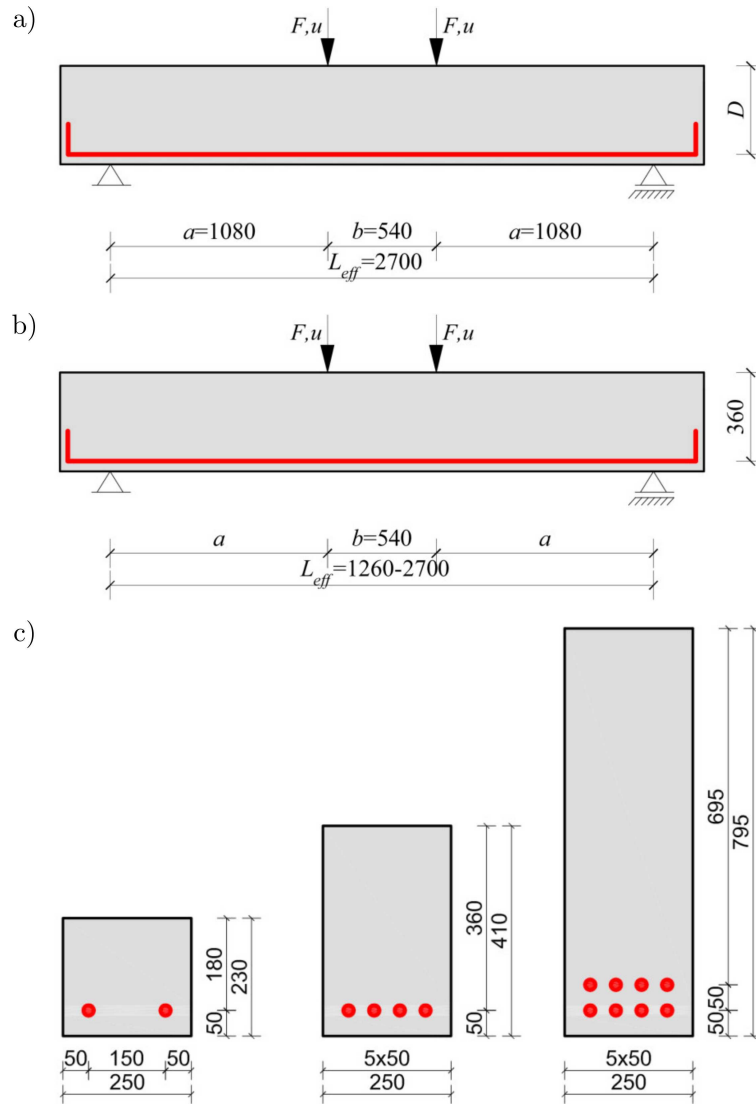 a)
F,u F,u
D
a=1080 b=540 a=1080
L_eff=2700
b)
F,u F,u
360
a b=540 a
L_eff=1260-2700
c)
180 230 50
50 150 50
250
360 410 50
5x50
250
695 795 50 50
5x50
250